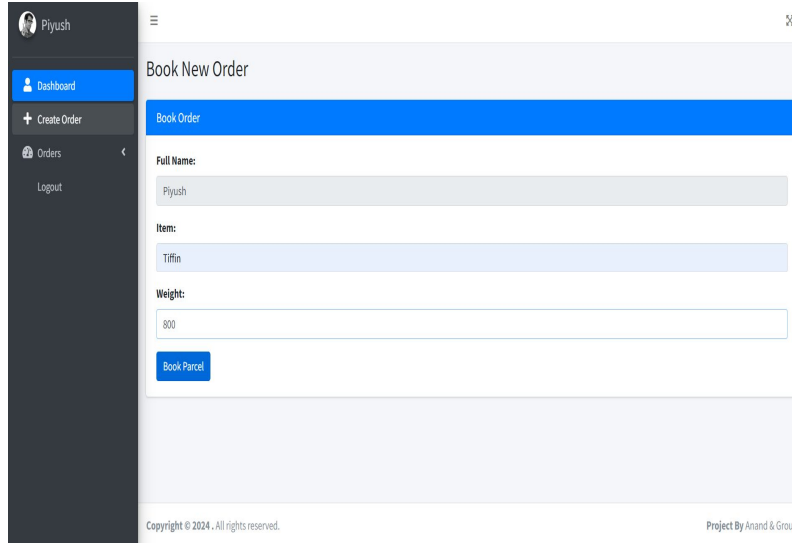 Piyush
Dashboard
Create Order
Orders
Logout
Book New Order
Book Order
Full Name:
Piyush
Item:
Tiffin
Weight:
800
Book Parcel
Copyright © 2024 . All rights reserved.
Project By Anand & Grou